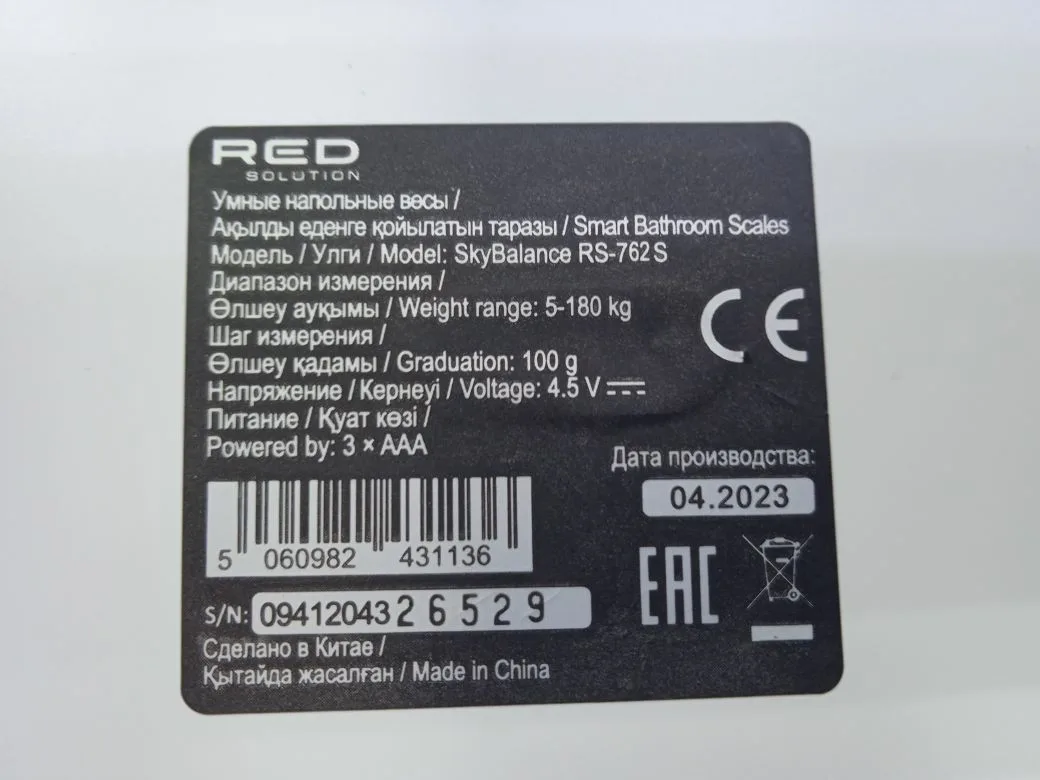 RED
SOLUTION
Умные напольные весы /
Ақылды еденге қойылатын таразы / Smart Bathroom Scales
Модель / Улги / Model: SkyBalance RS-762S
Диапазон измерения /
Өлшеу ауқымы / Weight range: 5-180 kg
Шаг измерения /
Өлшеу қадамы / Graduation: 100 g
Напряжение / Кернеуі / Voltage: 4.5 V
Питание / Қуат көзі /
Powered by: 3 × AAA
CE
Дата производства:
04.2023
5 060982 431136
EAC
S/N: 0941204326529
Сделано в Китае /
Қытайда жасалған / Made in China